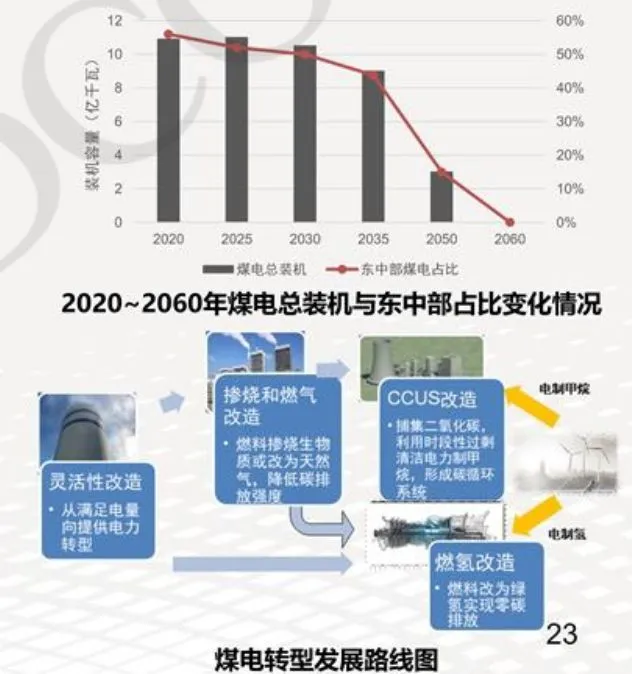 12
10
8
6
4
2
0
装机容量（亿千瓦）
60%
50%
40%
30%
20%
10%
0%
2020 2025 2030 2035 2050 2060
煤电总装机 东中部煤电占比
2020~2060年煤电总装机与东中部占比变化情况
灵活性改造
• 从满足电量
向提供电力
转型
掺烧和燃气
改造
• 燃料掺烧生物
质或改为天然
气，降低碳排
放强度
CCUS改造
• 捕集二氧化碳，
利用时段性过剩
清洁电力制甲
烷，形成碳循环
系统
电制甲烷
电制氢
燃氢改造
• 燃料改为绿
氢实现零碳
排放
23
煤电转型发展路线图